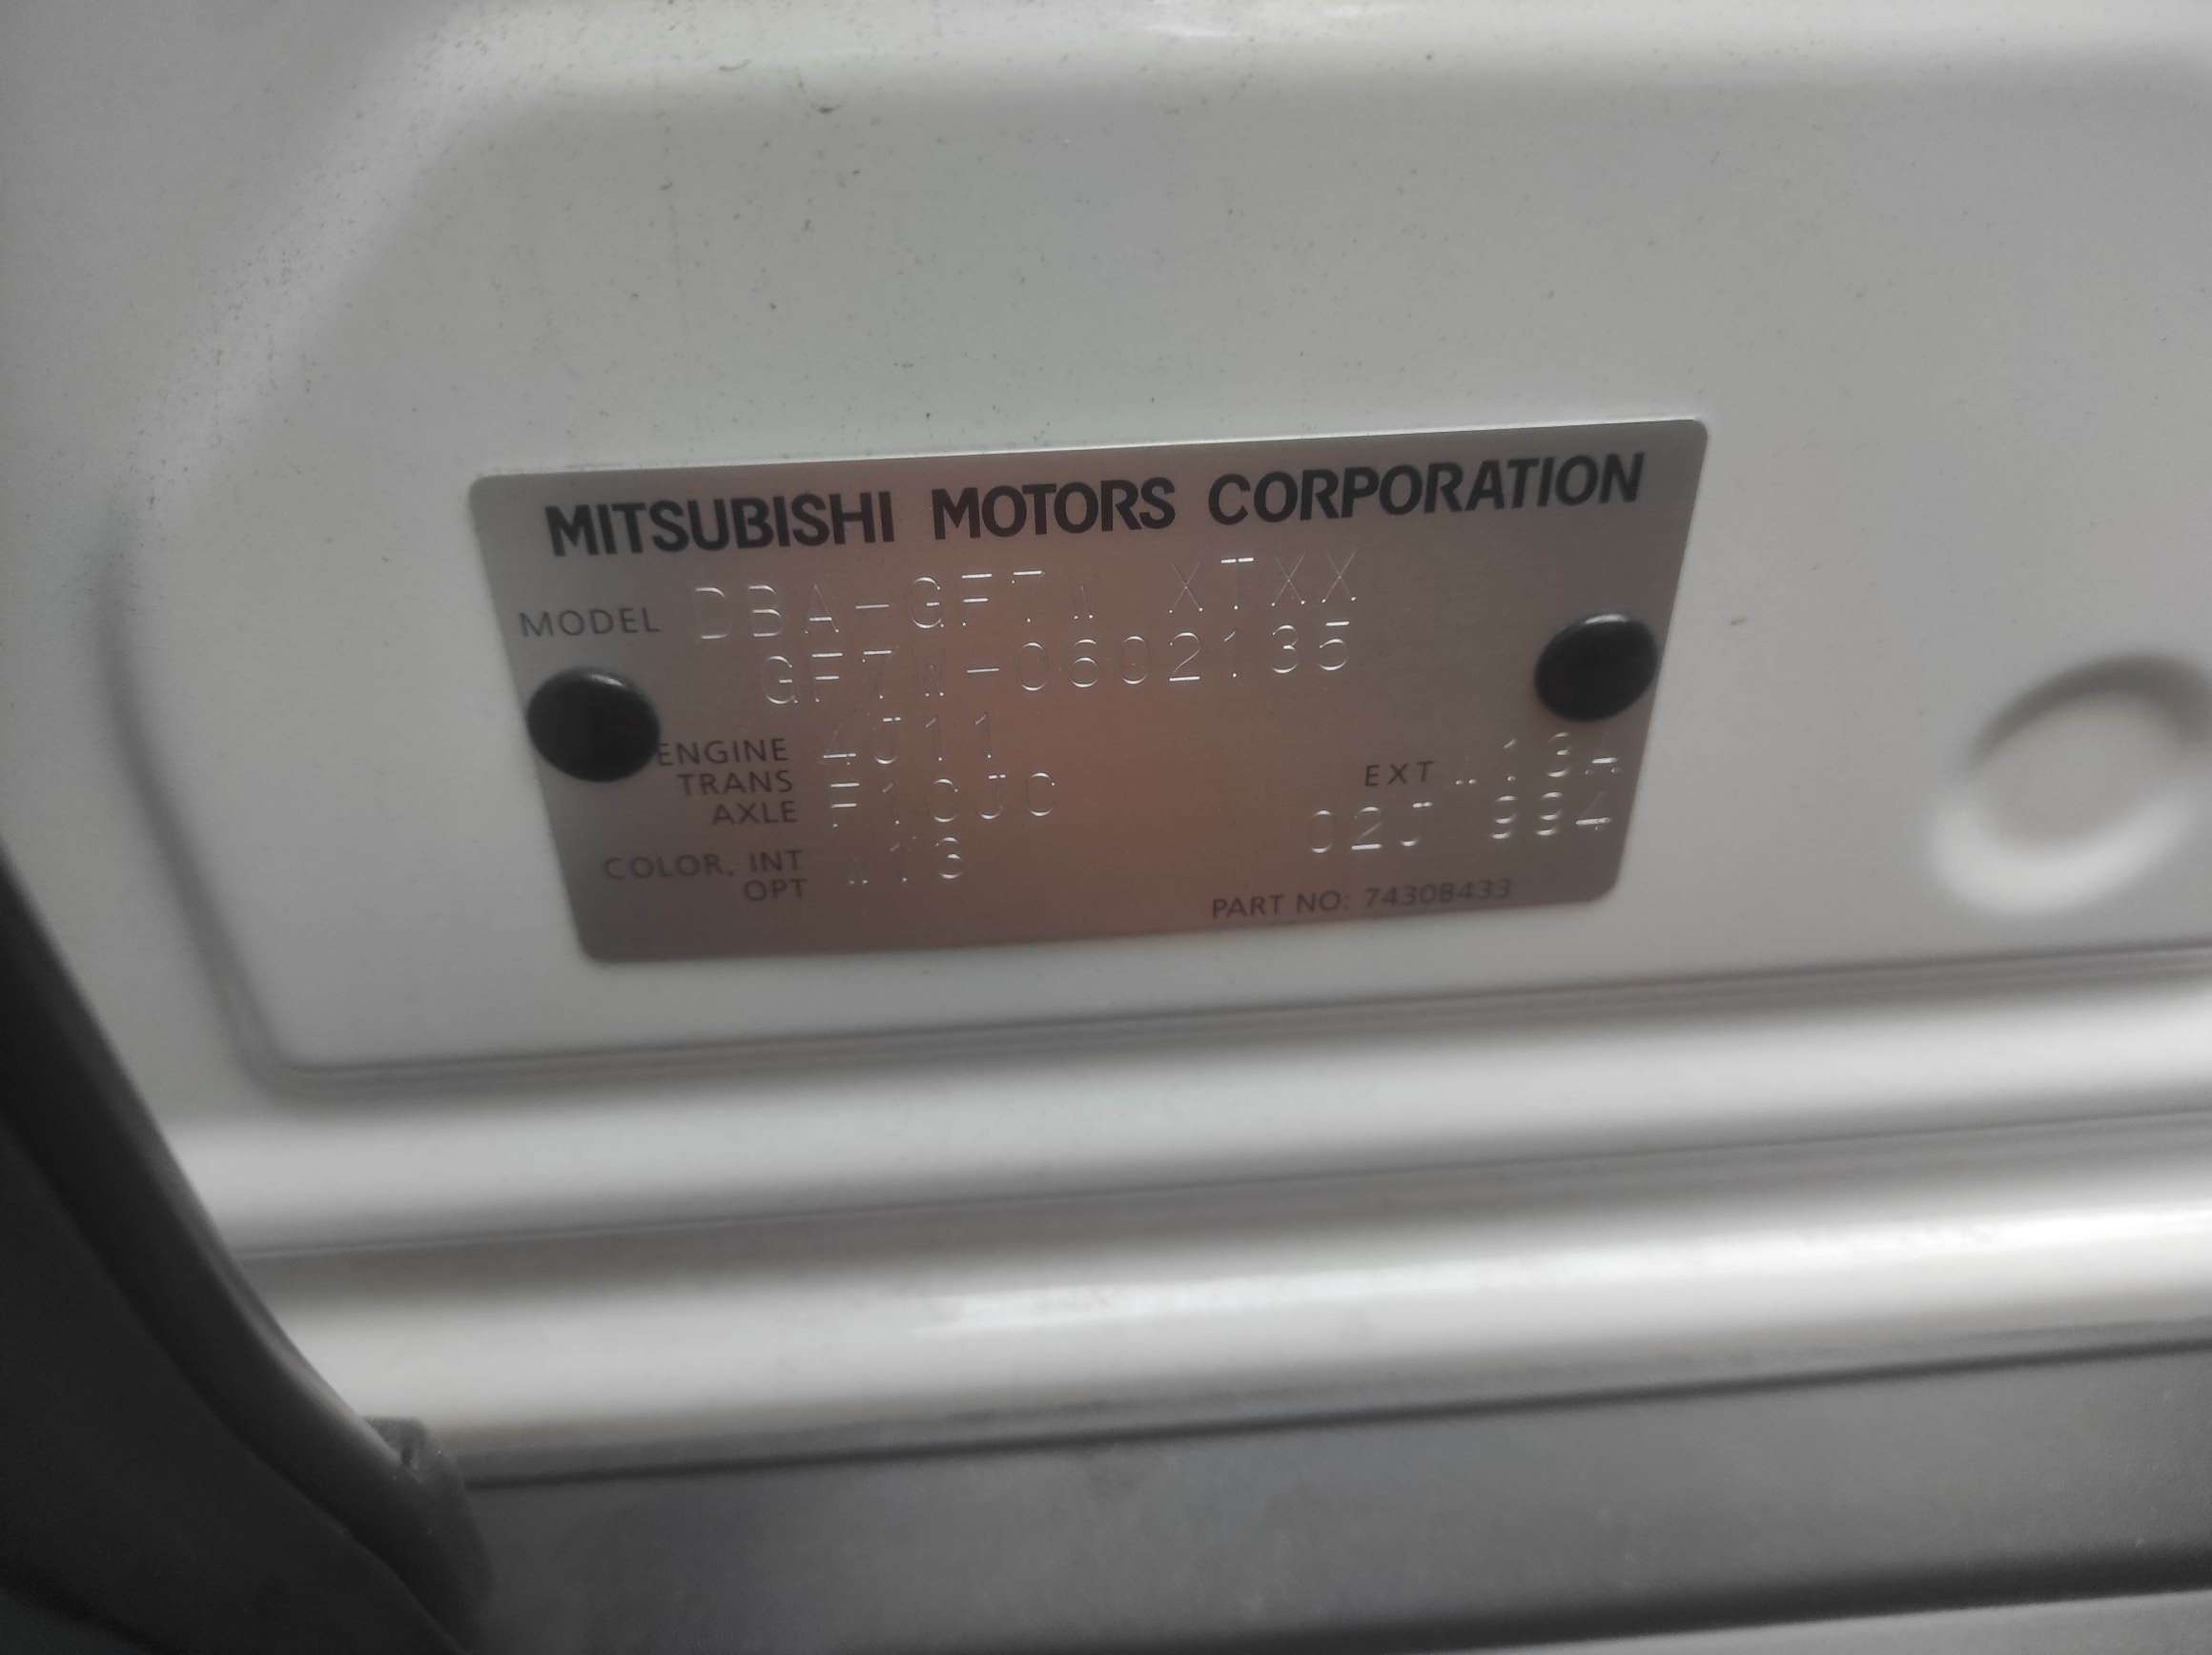 MITSUBISHI MOTORS CORPORATION
MODEL DBA-GF7W XTXX
GF7W-0602135
ENGINE 4J11
TRANS
AXLE F1CJC
EXT W13A
COLOR, INT
OPT W13
02J 994
PART NO: 7430B433